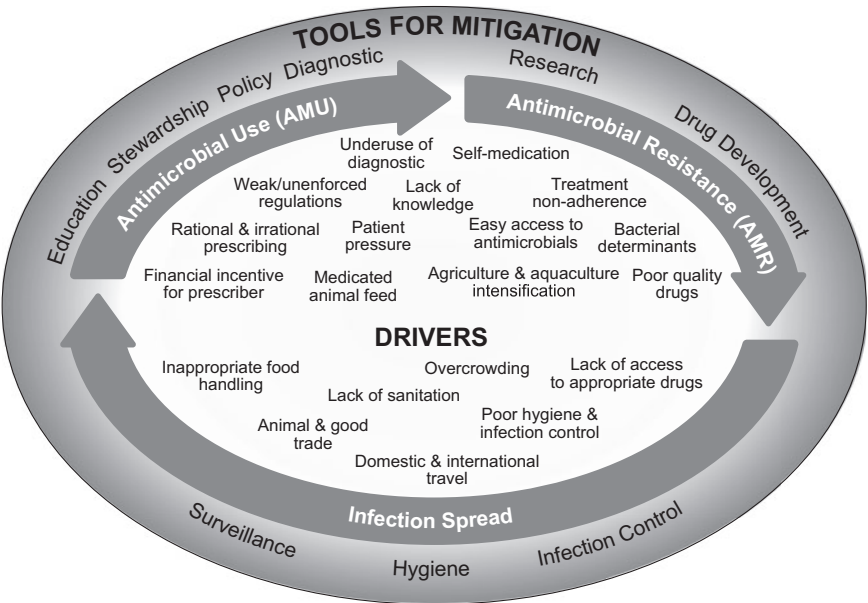 TOOLS FOR MITIGATION
Education Stewardship Policy Diagnostic
Research
Drug Development
Antimicrobial Use (AMU)
Antimicrobial Resistance (AMR)
Underuse of
diagnostic
Self-medication
Weak/unenforced
regulations
Lack of
knowledge
Treatment
non-adherence
Rational & irrational
prescribing
Patient
pressure
Easy access to
antimicrobials
Bacterial
determinants
Financial incentive
for prescriber
Medicated
animal feed
Agriculture & aquaculture
intensification
Poor quality
drugs
DRIVERS
Inappropriate food
handling
Overcrowding
Lack of access
to appropriate drugs
Lack of sanitation
Animal & good
trade
Poor hygiene &
infection control
Domestic & international
travel
Infection Spread
Surveillance
Hygiene
Infection Control